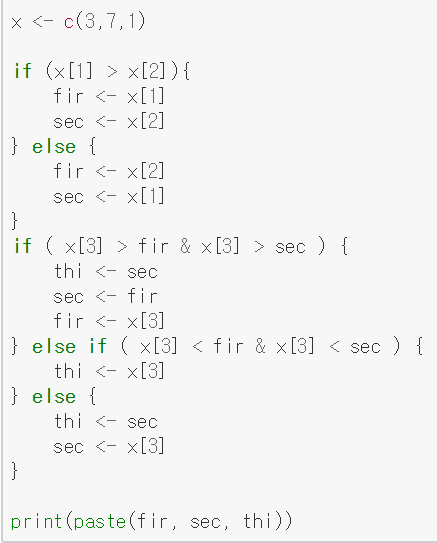 x <- c(3,7,1)

if (x[1] > x[2]){
    fir <- x[1]
    sec <- x[2]
} else {
    fir <- x[2]
    sec <- x[1]
}
if ( x[3] > fir & x[3] > sec ) {
    thi <- sec
    sec <- fir
    fir <- x[3]
} else if ( x[3] < fir & x[3] < sec ) {
    thi <- x[3]
} else {
    thi <- sec
    sec <- x[3]
}

print(paste(fir, sec, thi))